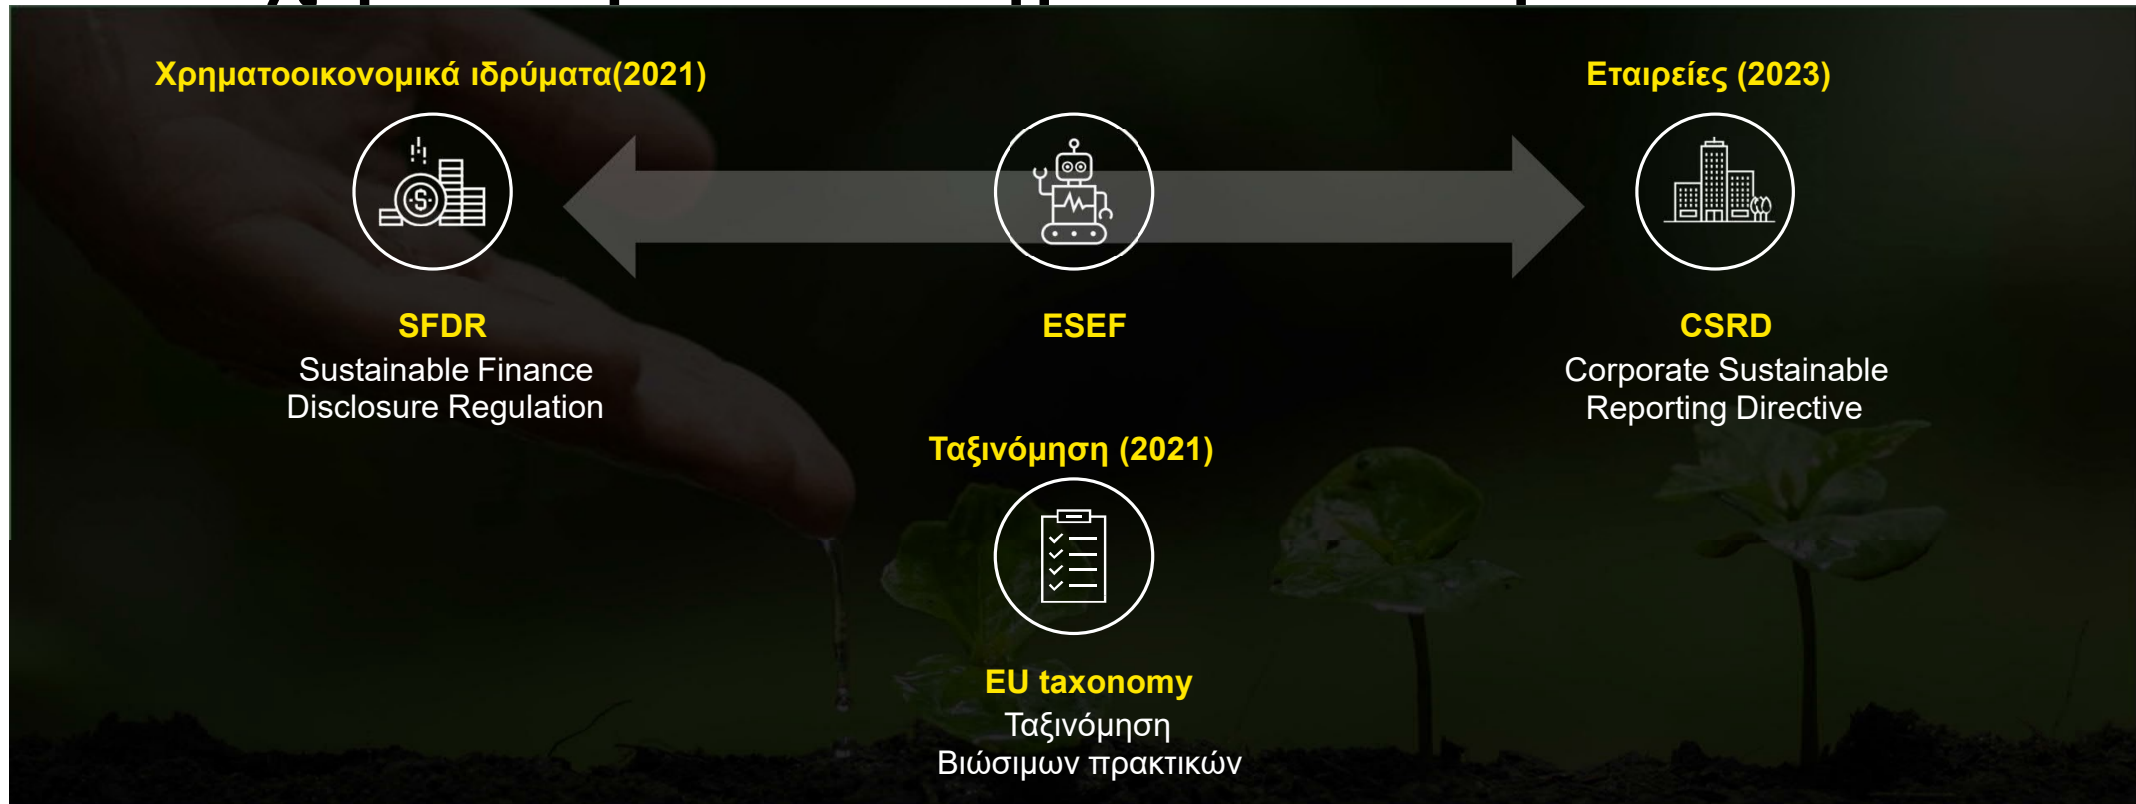 Χρηματοοικονομικά ιδρύματα(2021)
Εταιρείες (2023)
SFDR
Sustainable Finance
Disclosure Regulation
ESEF
CSRD
Corporate Sustainable
Reporting Directive
Ταξινόμηση (2021)
EU taxonomy
Ταξινόμηση
Βιώσιμων πρακτικών